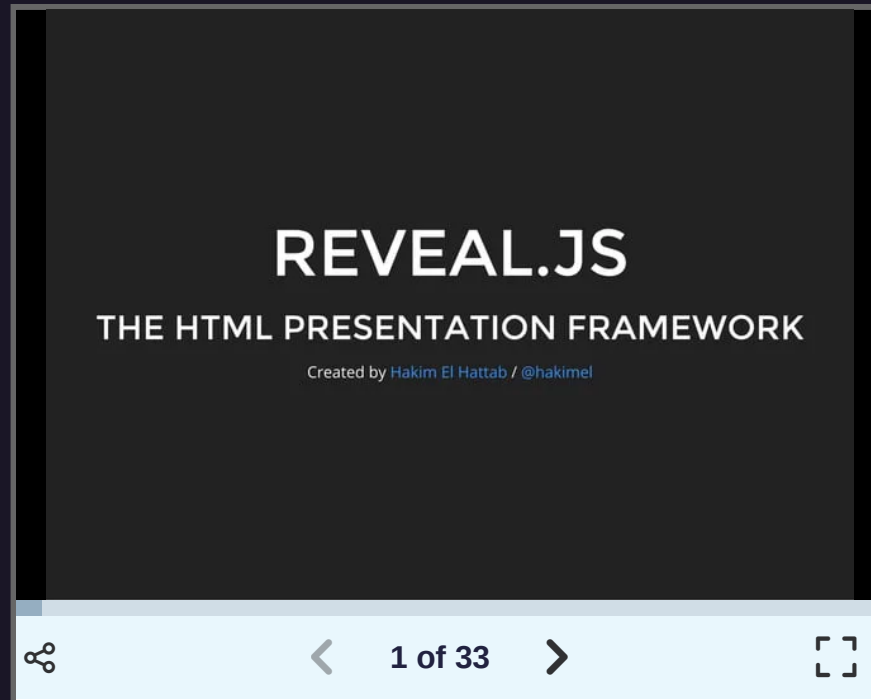 REVEAL.JS
THE HTML PRESENTATION FRAMEWORK
Created by Hakim El Hattab / @hakimel
1 of 33